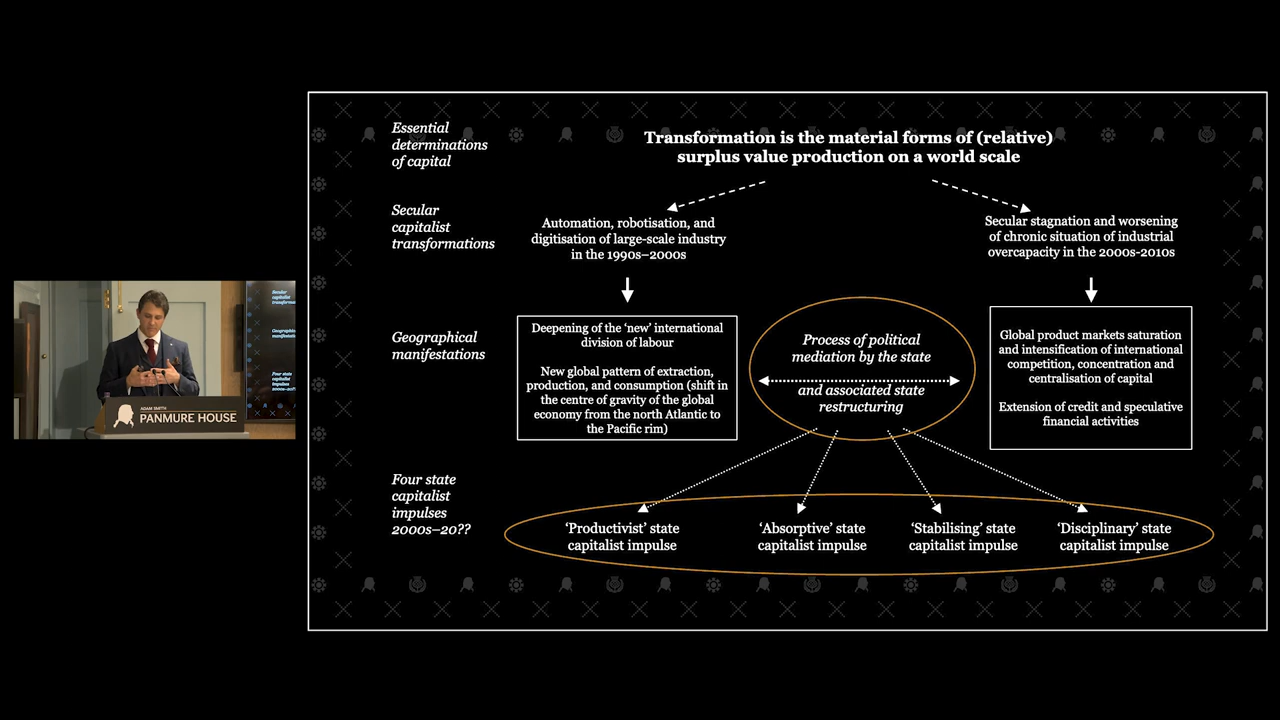 Essential
determinations
of capital
Transformation is the material forms of (relative)
surplus value production on a world scale
Secular
capitalist
transformations
Automation, robotisation, and
digitisation of large-scale industry
in the 1990s–2000s
Secular stagnation and worsening
of chronic situation of industrial
overcapacity in the 2000s-2010s
Geographical
manifestations
Deepening of the ‘new’ international
division of labour
New global pattern of extraction,
production, and consumption (shift in
the centre of gravity of the global
economy from the north Atlantic to
the Pacific rim)
Process of political
mediation by the state
and associated state
restructuring
Global product markets saturation
and intensification of international
competition, concentration and
centralisation of capital
Extension of credit and speculative
financial activities
Four state
capitalist
impulses
2000s–20??
‘Productivist’ state
capitalist impulse
‘Absorptive’ state
capitalist impulse
‘Stabilising’ state
capitalist impulse
‘Disciplinary’ state
capitalist impulse
ADAM SMITH
PANMURE HOUSE
Secular
capitalist
Geographical
Four state
capitalist
impulses